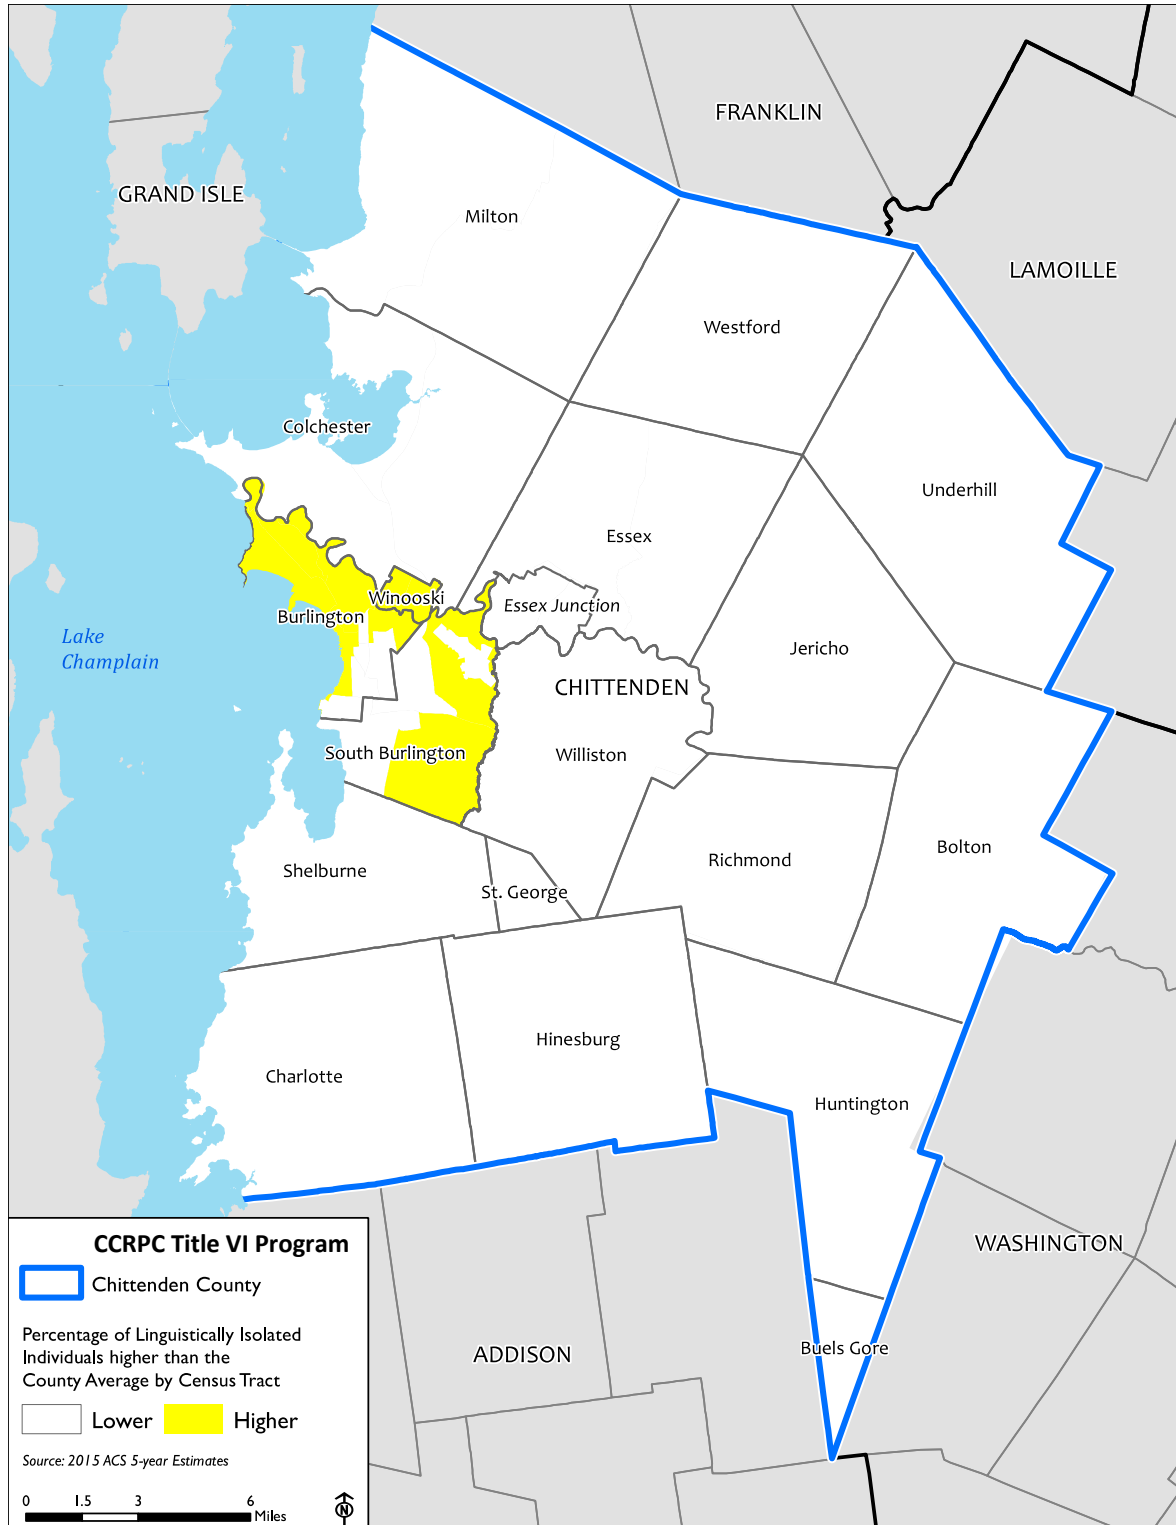 FRANKLIN
GRAND ISLE
Milton
LAMOILLE
Westford
Colchester
Underhill
Essex
Winooski
Essex Junction
Burlington
Lake
Champlain
Jericho
CHITTENDEN
South Burlington
Williston
Bolton
Richmond
Shelburne
St. George
Hinesburg
Charlotte
Huntington
WASHINGTON
Buels Gore
ADDISON
CCRPC Title VI Program
Chittenden County
Percentage of Linguistically Isolated
Individuals higher than the
County Average by Census Tract
Lower Higher
Source: 2015 ACS 5-year Estimates
0 1.5 3 6
Miles
N